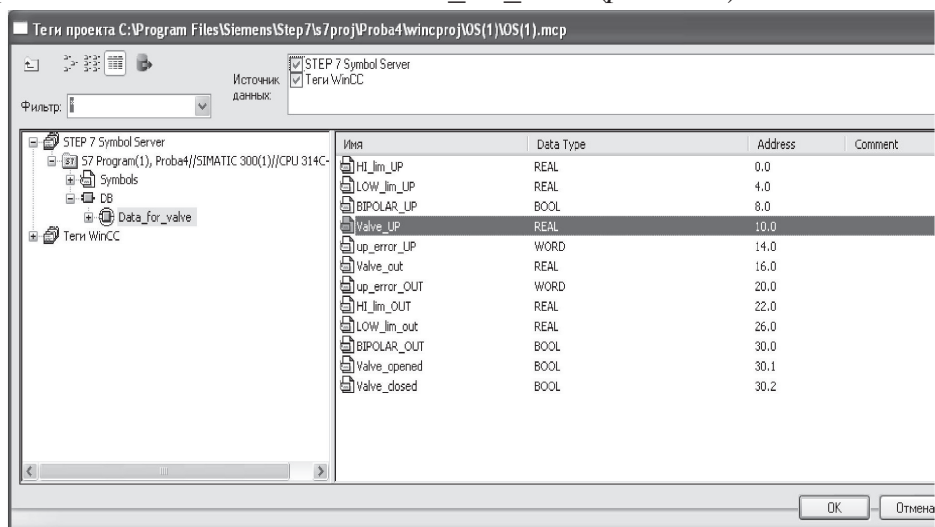 Теги проекта C:\Program Files\Siemens\Step7\s7proj\Proba4\wincproj\OS(1)\OS(1).mcp
Источник данных:
STEP 7 Symbol Server
Теги WinCC
Фильтр:
STEP 7 Symbol Server
S7 Program(1), Proba4//SIMATIC 300(1)//CPU 314C-
Symbols
DB
Data_for_valve
Теги WinCC
Имя Data Type Address Comment
HI_lim_UP REAL 0.0
LOW_lim_UP REAL 4.0
BIPOLAR_UP BOOL 8.0
Valve_UP REAL 10.0
up_error_UP WORD 14.0
Valve_out REAL 16.0
up_error_OUT WORD 20.0
HI_lim_OUT REAL 22.0
LOW_lim_out REAL 26.0
BIPOLAR_OUT BOOL 30.0
Valve_opened BOOL 30.1
Valve_closed BOOL 30.2
OK Отмена